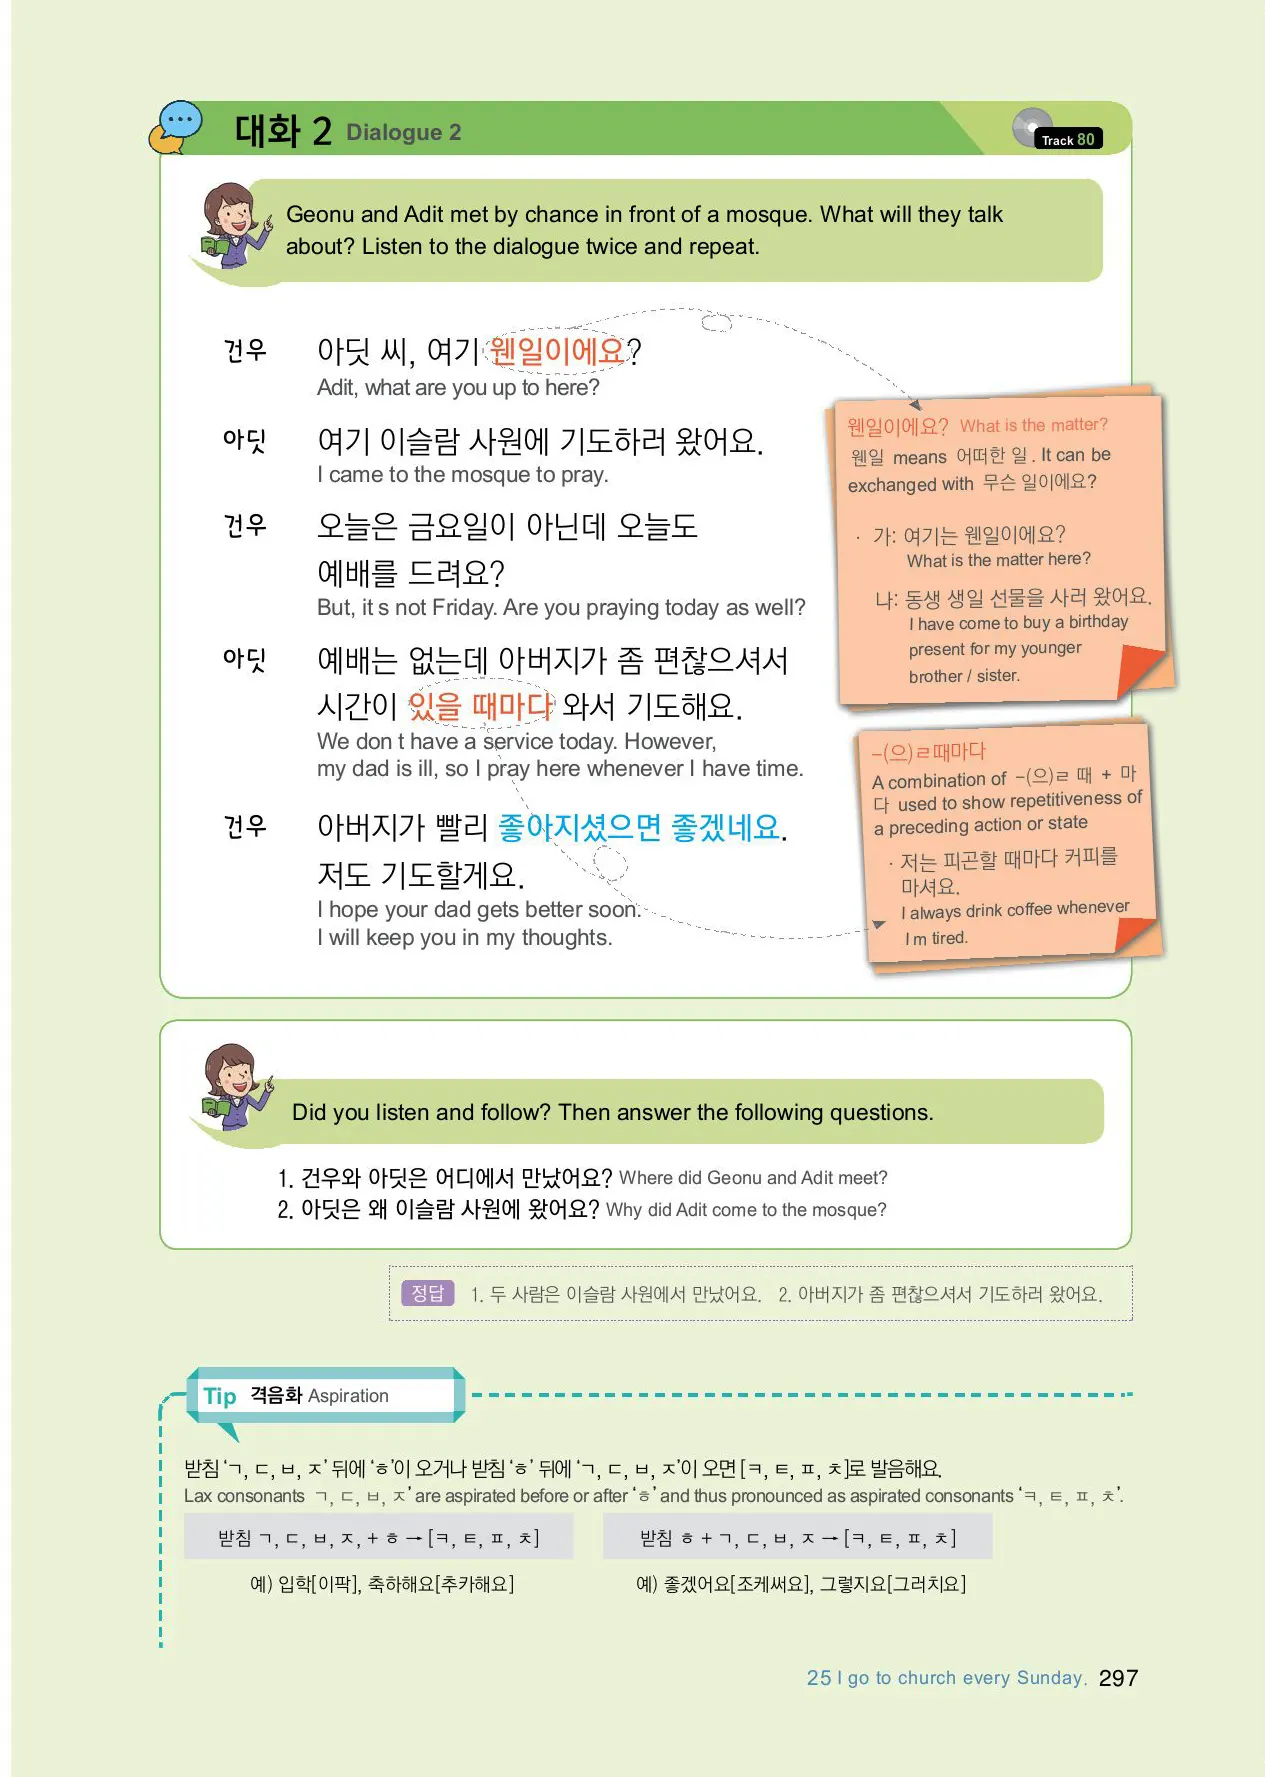 대화 2 Dialogue 2
Track 80
Geonu and Adit met by chance in front of a mosque. What will they talk
about? Listen to the dialogue twice and repeat.
건우 아딧 씨, 여기 웬일이에요?
Adit, what are you up to here?
아딧 여기 이슬람 사원에 기도하러 왔어요.
I came to the mosque to pray.
건우 오늘은 금요일이 아닌데 오늘도
예배를 드려요?
But, it s not Friday. Are you praying today as well?
아딧 예배는 없는데 아버지가 좀 편찮으셔서
시간이 있을 때마다 와서 기도해요.
We don t have a service today. However,
my dad is ill, so I pray here whenever I have time.
건우 아버지가 빨리 좋아지셨으면 좋겠네요.
저도 기도할게요.
I hope your dad gets better soon.
I will keep you in my thoughts.
웬일이에요? What is the matter?
웬일 means 어떠한 일 . It can be
exchanged with 무슨 일이에요?
· 가: 여기는 웬일이에요?
What is the matter here?
나: 동생 생일 선물을 사러 왔어요.
I have come to buy a birthday
present for my younger
brother / sister.
-(으)ㄹ때마다
A combination of -(으)ㄹ 때 + 마
다 used to show repetitiveness of
a preceding action or state
· 저는 피곤할 때마다 커피를
마셔요.
I always drink coffee whenever
I m tired.
Did you listen and follow? Then answer the following questions.
1. 건우와 아딧은 어디에서 만났어요? Where did Geonu and Adit meet?
2. 아딧은 왜 이슬람 사원에 왔어요? Why did Adit come to the mosque?
정답 1. 두 사람은 이슬람 사원에서 만났어요. 2. 아버지가 좀 편찮으셔서 기도하러 왔어요.
Tip 격음화 Aspiration
받침 ‘ㄱ, ㄷ, ㅂ, ㅈ’ 뒤에 ‘ㅎ’이 오거나 받침 ‘ㅎ’ 뒤에 ‘ㄱ, ㄷ, ㅂ, ㅈ’이 오면 [ㅋ, ㅌ, ㅍ, ㅊ]로 발음해요.
Lax consonants ㄱ, ㄷ, ㅂ, ㅈ’ are aspirated before or after ‘ㅎ’ and thus pronounced as aspirated consonants ‘ㅋ, ㅌ, ㅍ, ㅊ’.
받침 ㄱ, ㄷ, ㅂ, ㅈ, + ㅎ → [ㅋ, ㅌ, ㅍ, ㅊ]
예) 입학[이팍], 축하해요[추카해요]
받침 ㅎ + ㄱ, ㄷ, ㅂ, ㅈ → [ㅋ, ㅌ, ㅍ, ㅊ]
예) 좋겠어요[조케써요], 그렇지요[그러치요]
25 I go to church every Sunday. 297